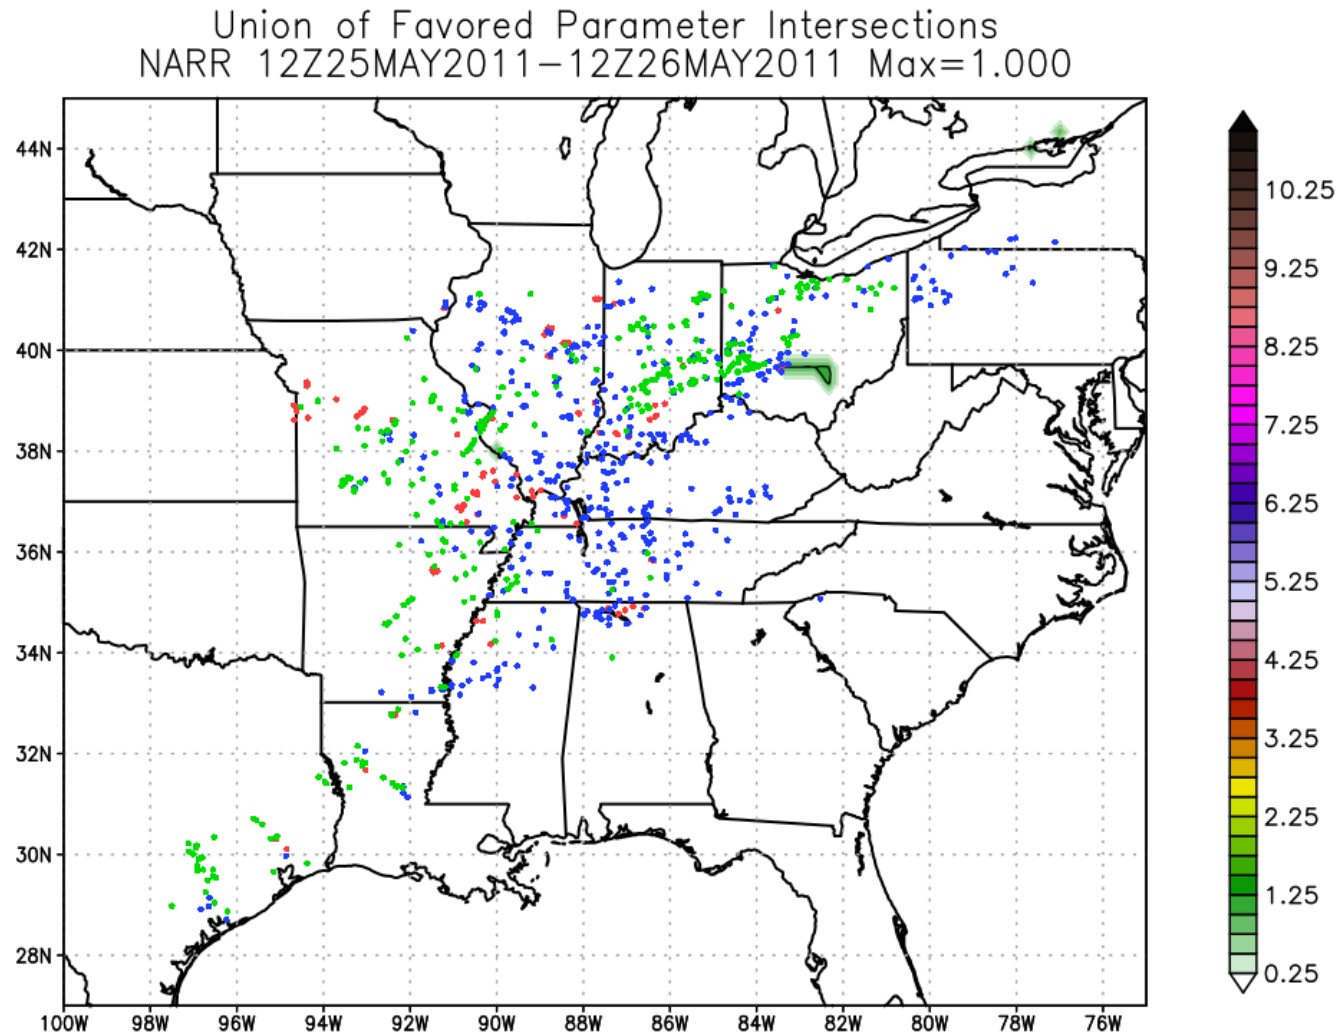 Union of Favored Parameter Intersections
NARR 12Z25MAY2011-12Z26MAY2011 Max=1.000
44N
42N
40N
38N
36N
34N
32N
30N
28N
100W 98W 96W 94W 92W 90W 88W 86W 84W 82W 80W 78W 76W
10.25
9.25
8.25
7.25
6.25
5.25
4.25
3.25
2.25
1.25
0.25